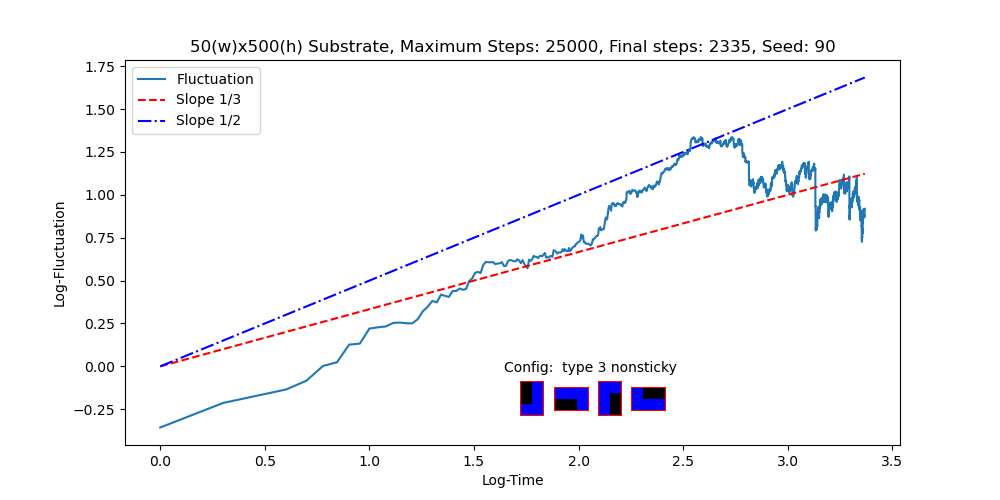 50(w)x500(h) Substrate, Maximum Steps: 25000, Final steps: 2335, Seed: 90
1.75
1.50
1.25
1.00
0.75
0.50
0.25
0.00
−0.25
Log-Fluctuation
Fluctuation
Slope 1/3
Slope 1/2
Config:  type 3 nonsticky
0.0 0.5 1.0 1.5 2.0 2.5 3.0 3.5
Log-Time